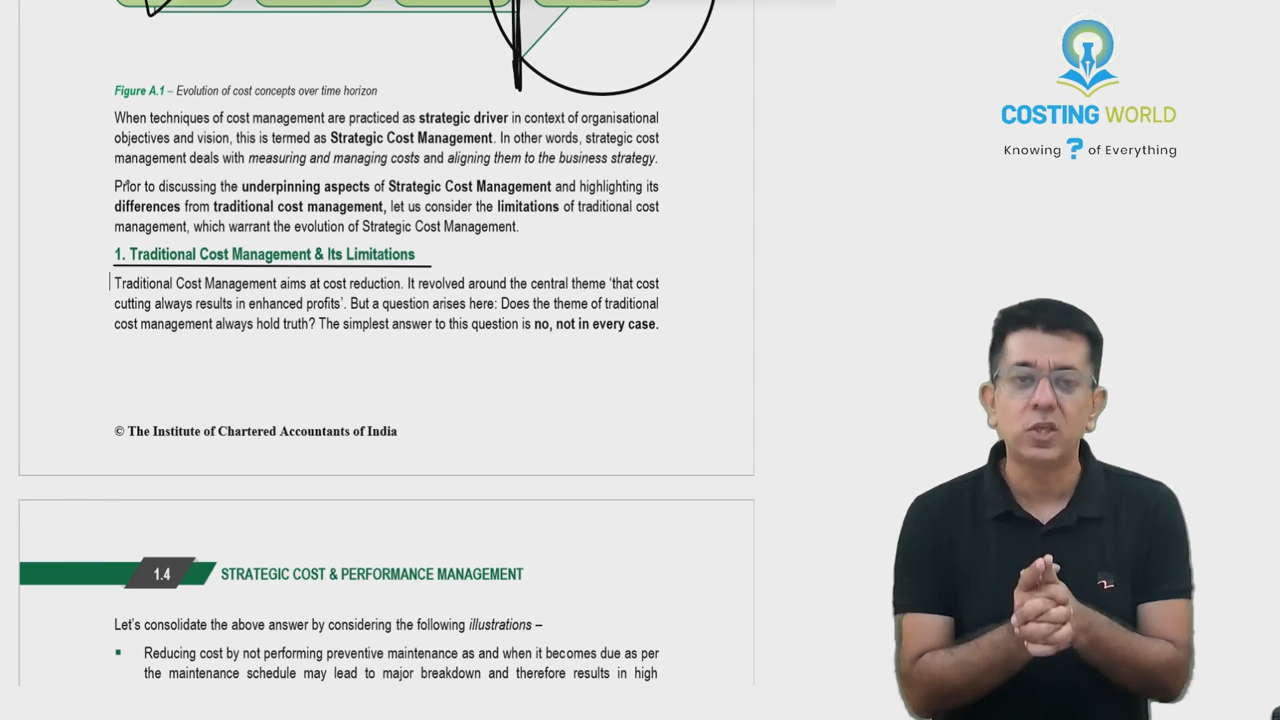 Figure A.1 – Evolution of cost concepts over time horizon
When techniques of cost management are practiced as strategic driver in context of organisational
objectives and vision, this is termed as Strategic Cost Management. In other words, strategic cost
management deals with measuring and managing costs and aligning them to the business strategy.
Prior to discussing the underpinning aspects of Strategic Cost Management and highlighting its
differences from traditional cost management, let us consider the limitations of traditional cost
management, which warrant the evolution of Strategic Cost Management.
1. Traditional Cost Management & Its Limitations
Traditional Cost Management aims at cost reduction. It revolved around the central theme ‘that cost
cutting always results in enhanced profits’. But a question arises here: Does the theme of traditional
cost management always hold truth? The simplest answer to this question is no, not in every case.
© The Institute of Chartered Accountants of India
1.4 STRATEGIC COST & PERFORMANCE MANAGEMENT
Let’s consolidate the above answer by considering the following illustrations –
▪ Reducing cost by not performing preventive maintenance as and when it becomes due as per
the maintenance schedule may lead to major breakdown and therefore results in high
COSTING WORLD
Knowing ? of Everything